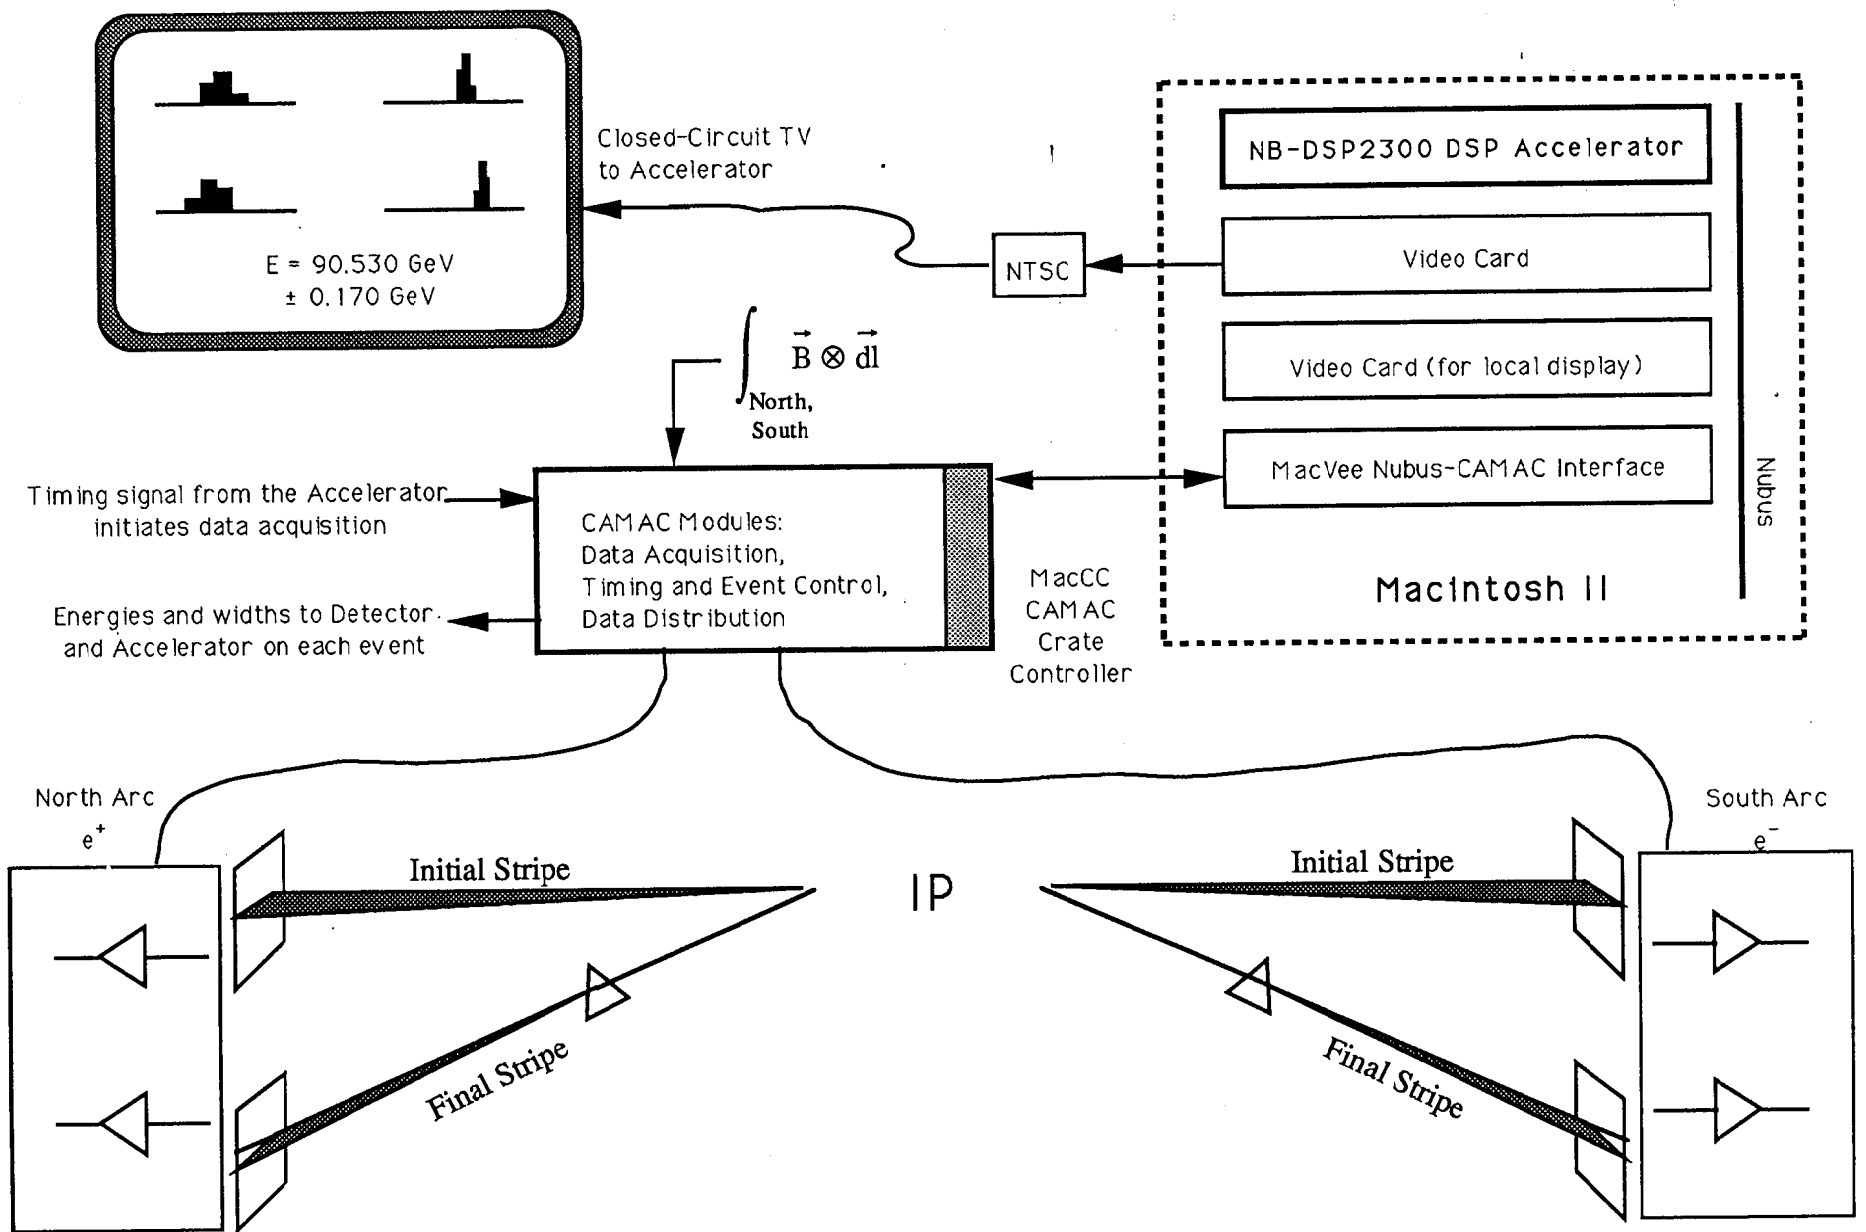 E = 90.530 GeV
± 0.170 GeV
Closed-Circuit TV
to Accelerator
NTSC
NB-DSP2300 DSP Accelerator
Video Card
Video Card (for local display)
MacVee Nubus-CAMAC Interface
Nubus
Macintosh II
∫ B⃗ ⊗ d⃗l
North,
South
Timing signal from the Accelerator
initiates data acquisition
Energies and widths to Detector
and Accelerator on each event
CAMAC Modules:
Data Acquisition,
Timing and Event Control,
Data Distribution
MacCC
CAMAC
Crate
Controller
North Arc
e⁺
Initial Stripe
Final Stripe
IP
Initial Stripe
Final Stripe
South Arc
e⁻